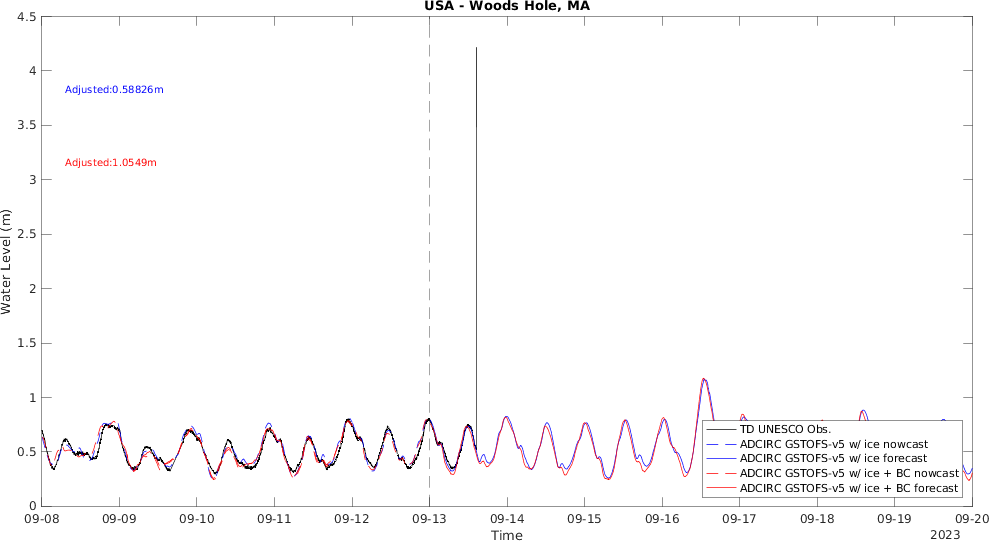 USA - Woods Hole, MA
4.5
4
3.5
3
2.5
2
1.5
1
0.5
0
Water Level (m)
Adjusted:0.58826m
Adjusted:1.0549m
TD UNESCO Obs.
ADCIRC GSTOFS-v5 w/ ice nowcast
ADCIRC GSTOFS-v5 w/ ice forecast
ADCIRC GSTOFS-v5 w/ ice + BC nowcast
ADCIRC GSTOFS-v5 w/ ice + BC forecast
09-08 09-09 09-10 09-11 09-12 09-13 09-14 09-15 09-16 09-17 09-18 09-19 09-20
Time
2023